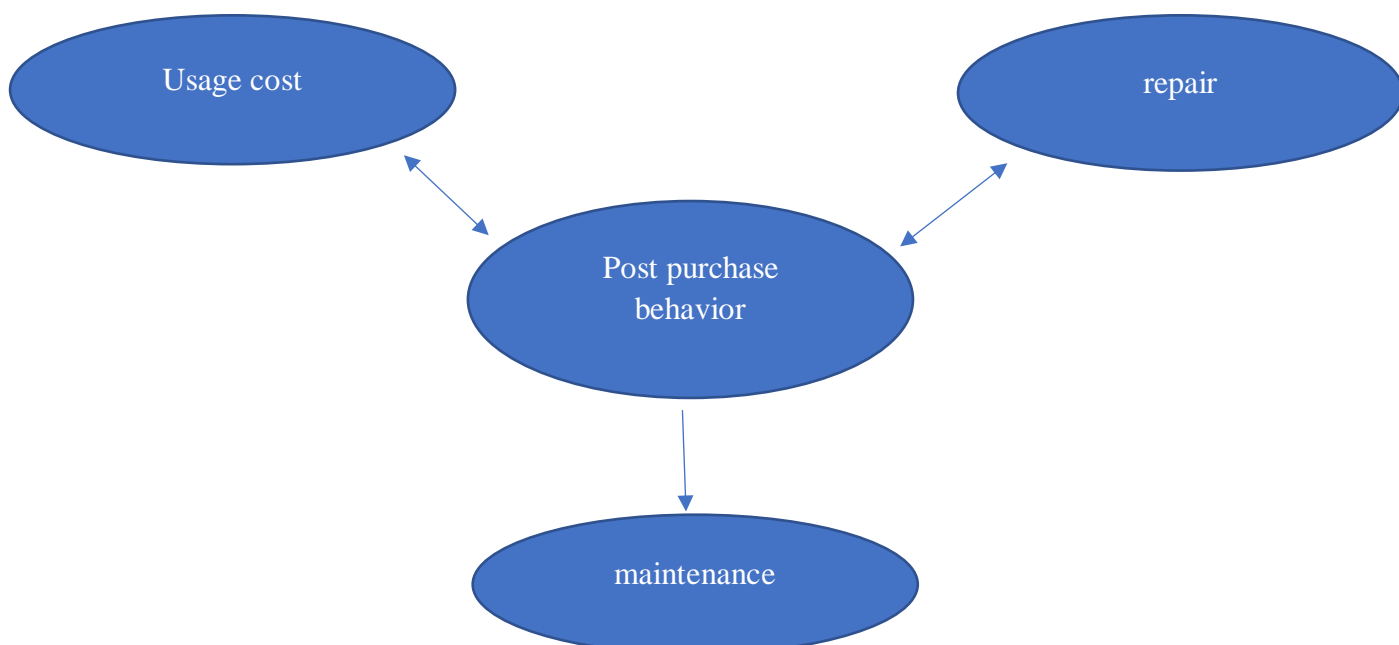 Usage cost
repair
Post purchase
behavior
maintenance